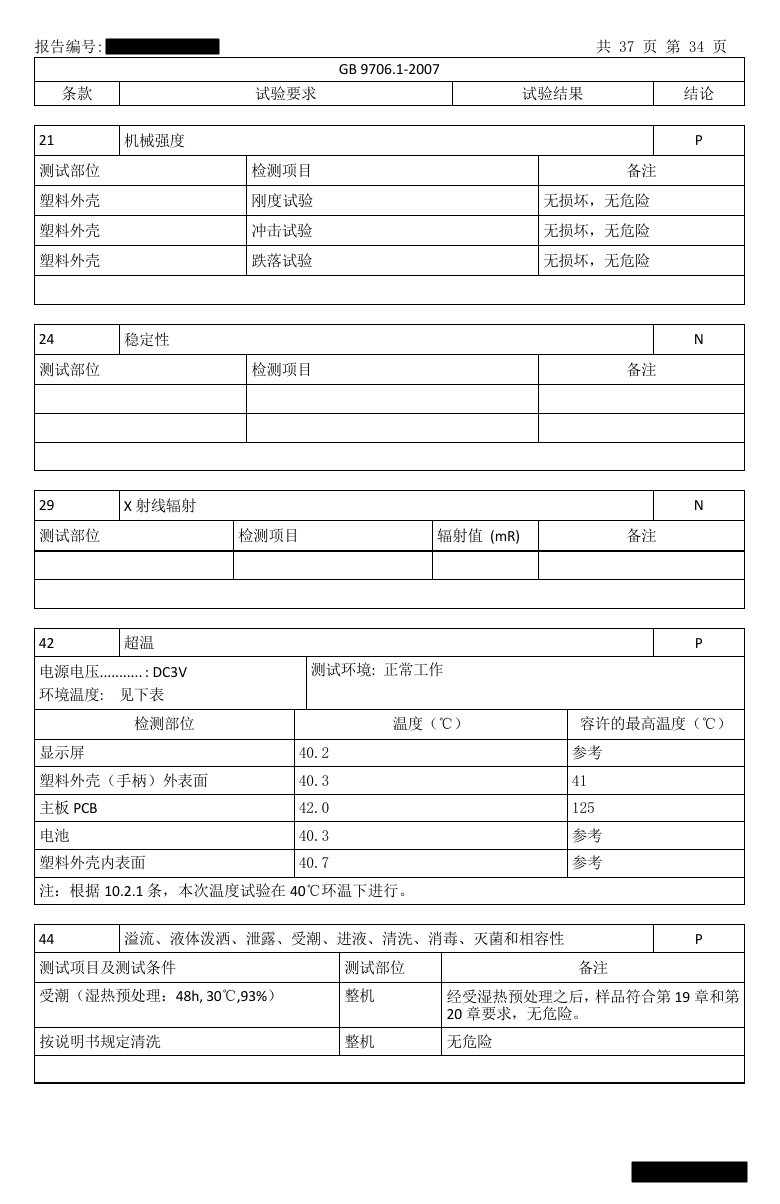 报告编号:
共 37 页 第 34 页
GB 9706.1-2007
条款 试验要求 试验结果 结论
21 机械强度 P
测试部位 检测项目 备注
塑料外壳 刚度试验 无损坏，无危险
塑料外壳 冲击试验 无损坏，无危险
塑料外壳 跌落试验 无损坏，无危险
24 稳定性 N
测试部位 检测项目 备注
29 X 射线辐射 N
测试部位 检测项目 辐射值 (mR) 备注
42 超温 P
电源电压...........: DC3V 测试环境: 正常工作
环境温度: 见下表
检测部位 温度（℃） 容许的最高温度（℃）
显示屏 40.2 参考
塑料外壳（手柄）外表面 40.3 41
主板 PCB 42.0 125
电池 40.3 参考
塑料外壳内表面 40.7 参考
注：根据 10.2.1 条，本次温度试验在 40℃环温下进行。
44 溢流、液体泼洒、泄露、受潮、进液、清洗、消毒、灭菌和相容性 P
测试项目及测试条件 测试部位 备注
受潮（湿热预处理：48h, 30℃,93%） 整机 经受湿热预处理之后，样品符合第 19 章和第
20 章要求，无危险。
按说明书规定清洗 整机 无危险